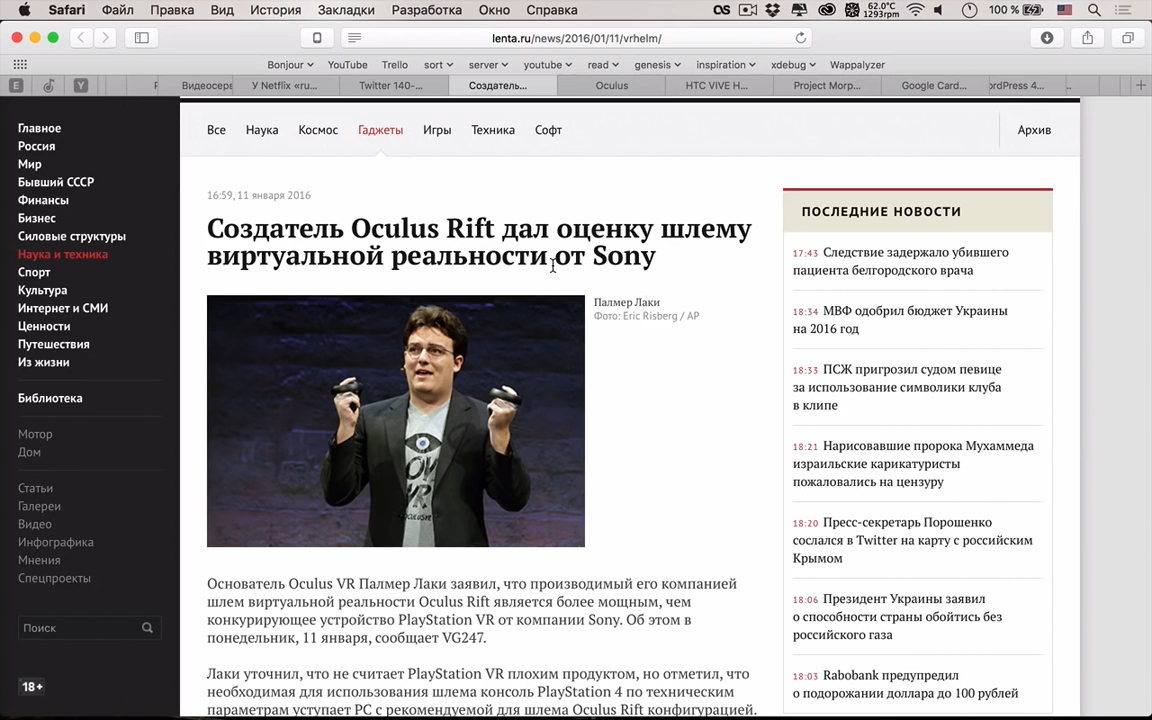 Safari Файл Правка Вид История Закладки Разработка Окно Справка
62.0°C
1293rpm
100 %
lenta.ru/news/2016/01/11/vrhelm/
Bonjour YouTube Trello sort server youtube read genesis inspiration xdebug Wappalyzer
Видеосерв У Netflix «ru... Twitter 140-... Создатель... Oculus HTC VIVE H... Project Morp... Google Card... ordPress 4...
Все Наука Космос Гаджеты Игры Техника Софт Архив
Главное
Россия
Мир
Бывший СССР
Финансы
Бизнес
Силовые структуры
Наука и техника
Спорт
Культура
Интернет и СМИ
Ценности
Путешествия
Из жизни
Библиотека
Мотор
Дом
Статьи
Галереи
Видео
Инфографика
Мнения
Спецпроекты
Поиск
18+
16:59, 11 января 2016
Создатель Oculus Rift дал оценку шлему
виртуальной реальности от Sony
Палмер Лаки
Фото: Eric Risberg / AP
Основатель Oculus VR Палмер Лаки заявил, что производимый его компанией
шлем виртуальной реальности Oculus Rift является более мощным, чем
конкурирующее устройство PlayStation VR от компании Sony. Об этом в
понедельник, 11 января, сообщает VG247.
Лаки уточнил, что не считает PlayStation VR плохим продуктом, но отметил, что
необходимая для использования шлема консоль PlayStation 4 по техническим
параметрам уступает PC с рекомендуемой для шлема Oculus Rift конфигурацией.
ПОСЛЕДНИЕ НОВОСТИ
17:43 Следствие задержало убившего
пациента белгородского врача
18:34 МВФ одобрил бюджет Украины
на 2016 год
18:33 ПСЖ пригрозил судом певице
за использование символики клуба
в клипе
18:21 Нарисовавшие пророка Мухаммеда
израильские карикатуристы
пожаловались на цензуру
18:20 Пресс-секретарь Порошенко
сослался в Twitter на карту с российским
Крымом
18:06 Президент Украины заявил
о способности страны обойтись без
российского газа
18:03 Rabobank предупредил
о подорожании доллара до 100 рублей